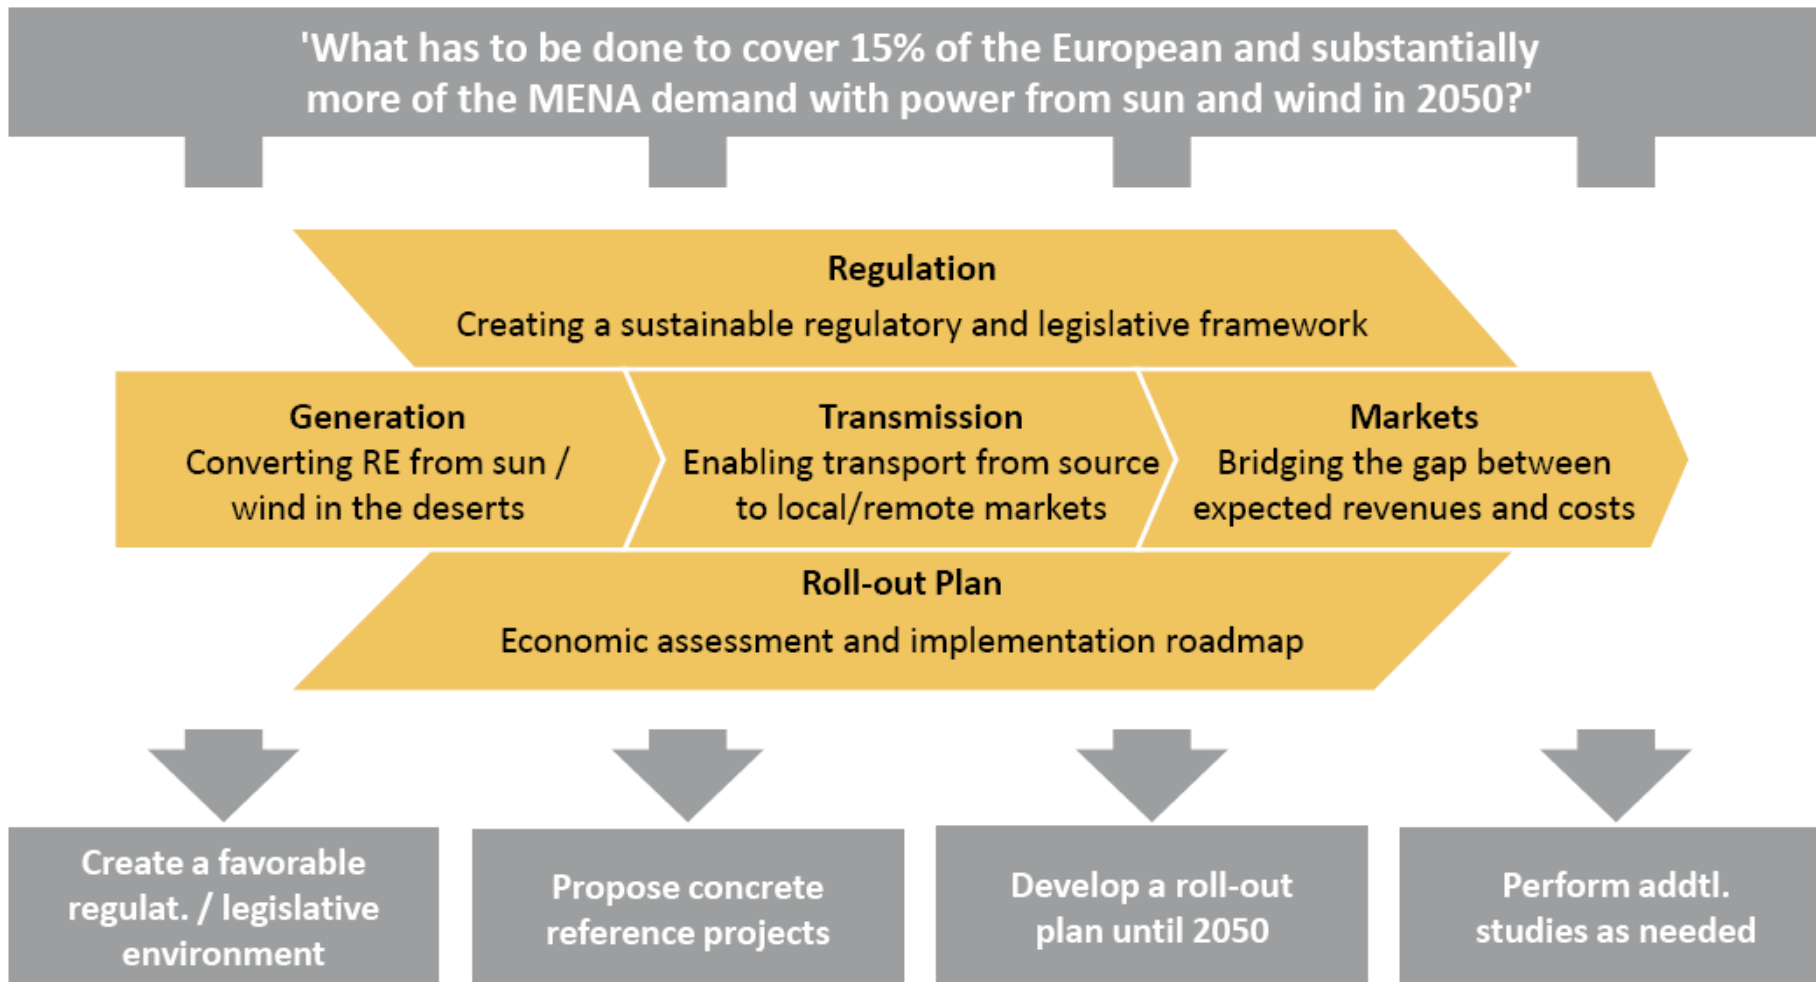 'What has to be done to cover 15% of the European and substantially
more of the MENA demand with power from sun and wind in 2050?'
Regulation
Creating a sustainable regulatory and legislative framework
Generation
Converting RE from sun /
wind in the deserts
Transmission
Enabling transport from source
to local/remote markets
Markets
Bridging the gap between
expected revenues and costs
Roll-out Plan
Economic assessment and implementation roadmap
Create a favorable
regulat. / legislative
environment
Propose concrete
reference projects
Develop a roll-out
plan until 2050
Perform addtl.
studies as needed